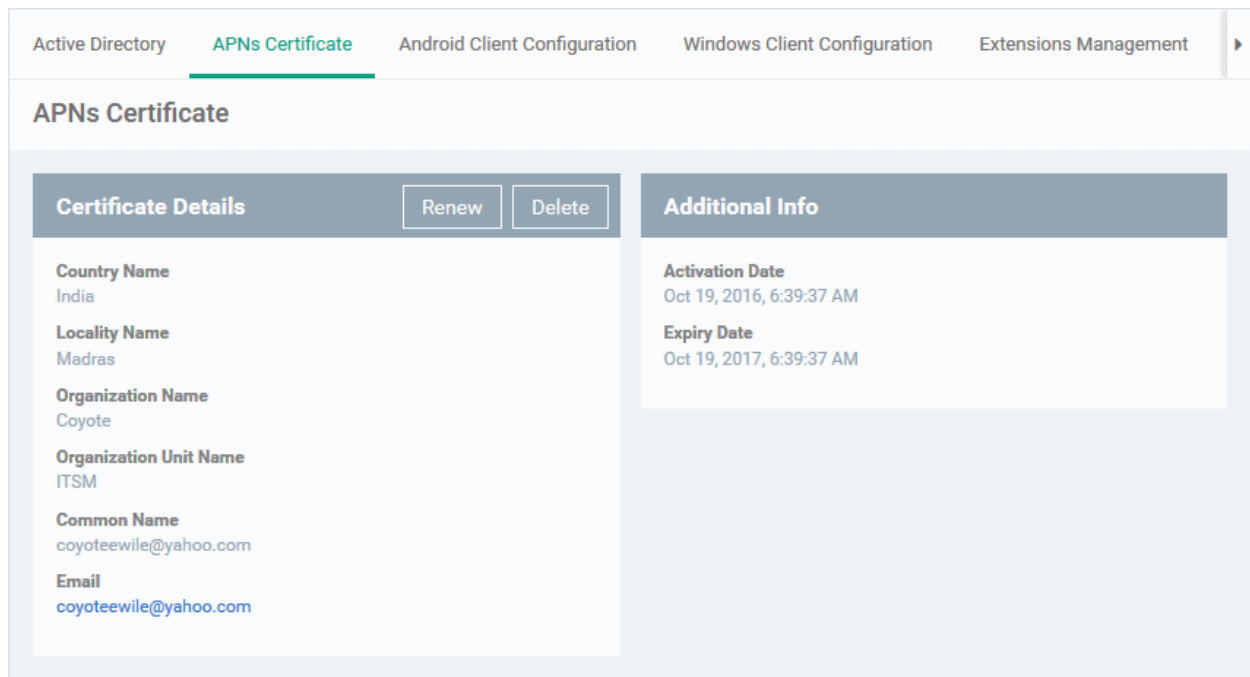 Active Directory
APNs Certificate
Android Client Configuration
Windows Client Configuration
Extensions Management
APNs Certificate
Certificate Details
Renew
Delete
Country Name
India
Locality Name
Madras
Organization Name
Coyote
Organization Unit Name
ITSM
Common Name
coyoteewile@yahoo.com
Email
coyoteewile@yahoo.com
Additional Info
Activation Date
Oct 19, 2016, 6:39:37 AM
Expiry Date
Oct 19, 2017, 6:39:37 AM